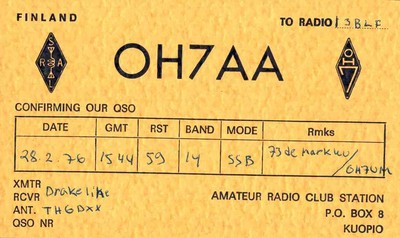 FINLAND
TO RADIO I3BLF
SRAL
OH7
OH7AA
CONFIRMING OUR QSO
DATE GMT RST BAND MODE Rmks
28.2.76 1544 59 14 SSB 73 de Markku/
OH7UM
XMTR
RCVR Drake line
ANT. TH6DXX
QSO NR
AMATEUR RADIO CLUB STATION
P.O. BOX 8
KUOPIO